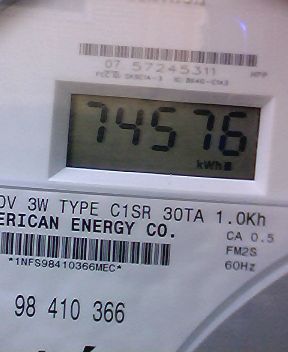 07 57245311
74576
kWh
0V 3W TYPE C1SR 30TA 1.0Kh
ERICAN ENERGY CO.
CA 0.5
FM2S
*1NFS98410366MEC*
60Hz
98 410 366